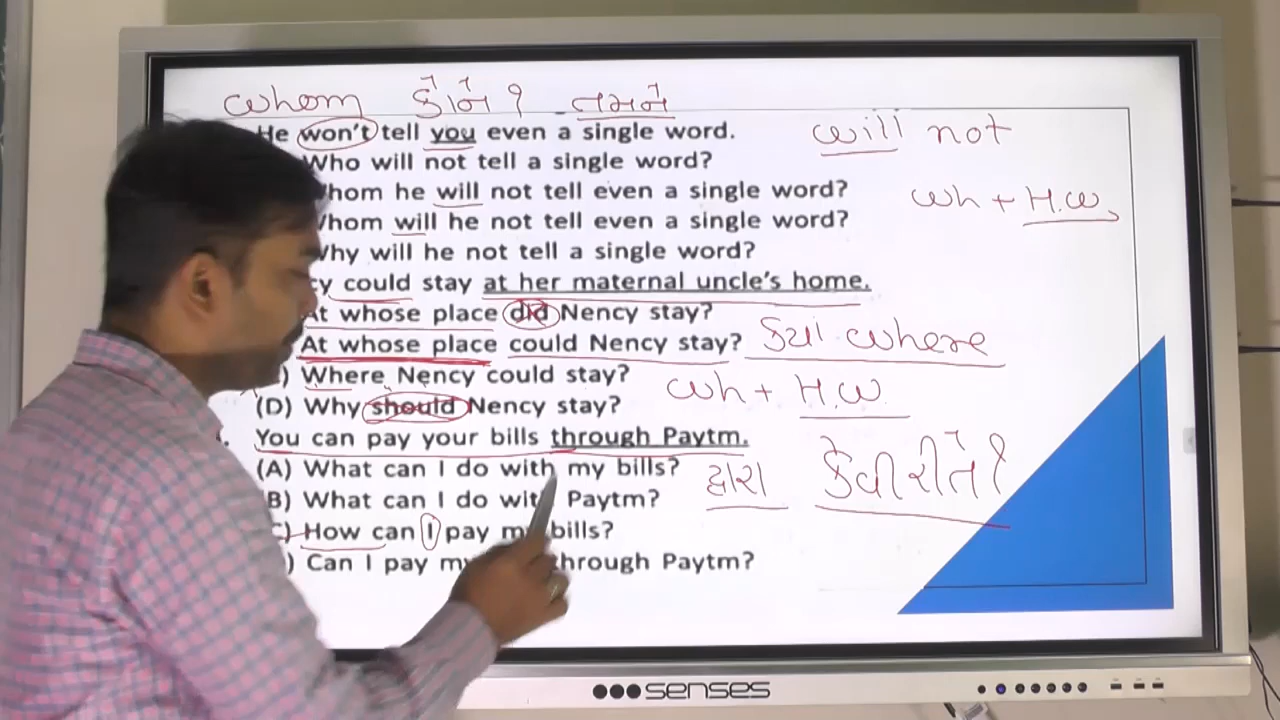 whom કોને? તમને
He won't tell you even a single word.
will not
Who will not tell a single word?
Whom he will not tell even a single word?
wh + H.W,
Whom will he not tell even a single word?
Why will he not tell a single word?
cy could stay at her maternal uncle's home.
At whose place did Nency stay?
At whose place could Nency stay?
ક્યાં where
) Where Nency could stay?
wh + H.W.
(D) Why should Nency stay?
You can pay your bills through Paytm.
(A) What can I do with my bills?
દ્વારા કેવી રીતે?
B) What can I do with Paytm?
C) How can I pay my bills?
) Can I pay my through Paytm?
senses